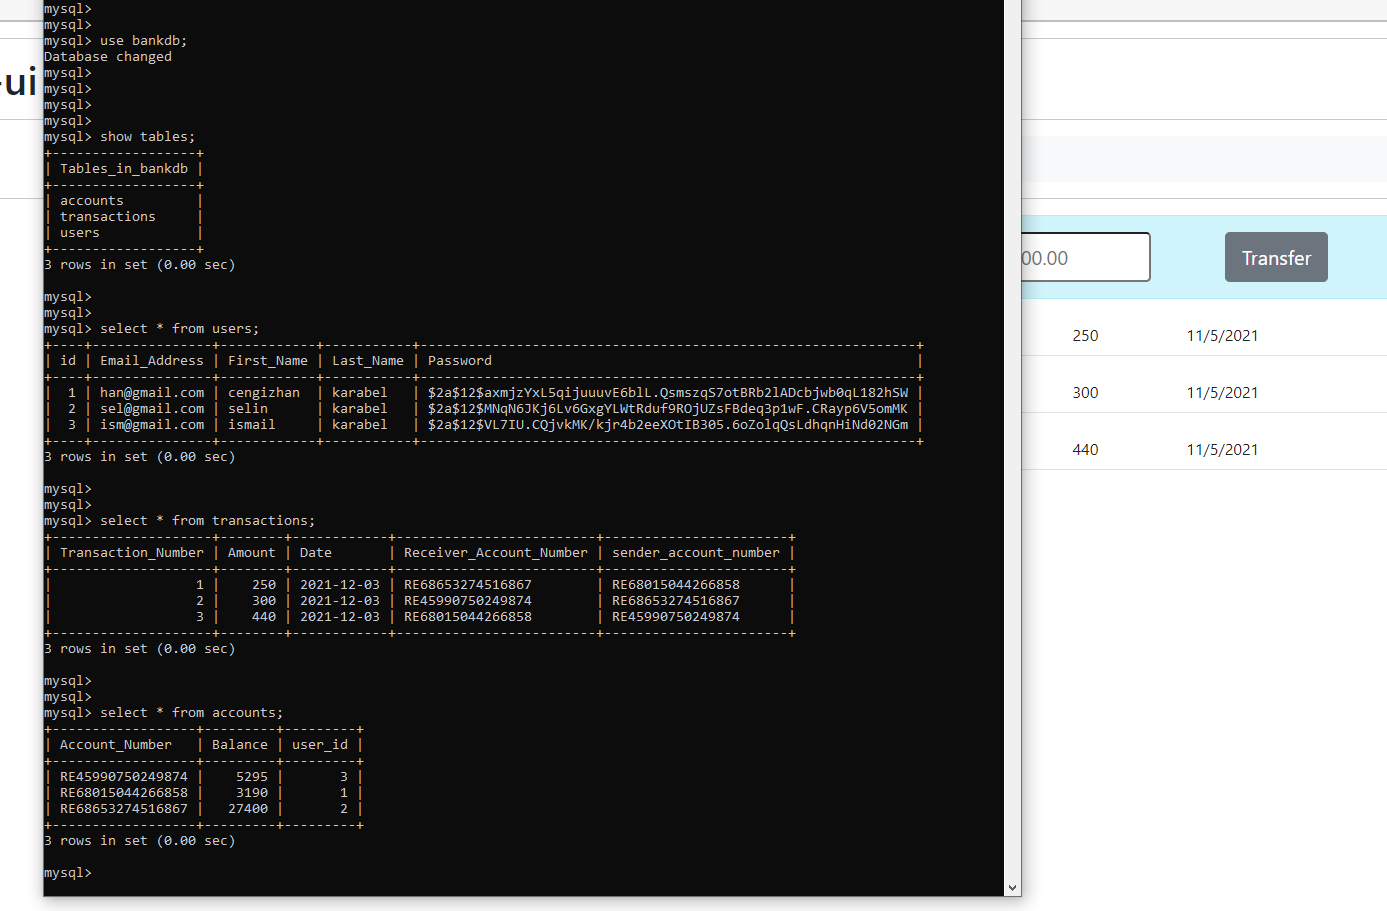 mysql>
mysql>
mysql> use bankdb;
Database changed
mysql>
mysql>
mysql>
mysql>
mysql> show tables;
+------------------+
| Tables_in_bankdb |
+------------------+
| accounts         |
| transactions     |
| users            |
+------------------+
3 rows in set (0.00 sec)
mysql>
mysql>
mysql> select * from users;
+----+---------------+------------+-----------+--------------------------------------------------------------+
| id | Email_Address | First_Name | Last_Name | Password                                                     |
+----+---------------+------------+-----------+--------------------------------------------------------------+
|  1 | han@gmail.com | cengizhan  | karabel   | $2a$12$axmjzYxL5qijuuuvE6blL.QsmszqS7otBRb2lADcbjwb0qL182hSW |
|  2 | sel@gmail.com | selin      | karabel   | $2a$12$MNqN6JKj6Lv6GxgYLWtRduf9ROjUZsFBdeq3p1wF.CRayp6V5omMK |
|  3 | ism@gmail.com | ismail     | karabel   | $2a$12$VL7IU.CQjvkMK/kjr4b2eeXOtIB305.6oZolqQsLdhqnHiNd02NGm |
+----+---------------+------------+-----------+--------------------------------------------------------------+
3 rows in set (0.00 sec)
mysql>
mysql>
mysql> select * from transactions;
+--------------------+--------+------------+-------------------------+-----------------------+
| Transaction_Number | Amount | Date       | Receiver_Account_Number | sender_account_number |
+--------------------+--------+------------+-------------------------+-----------------------+
|                  1 |    250 | 2021-12-03 | RE68653274516867        | RE68015044266858      |
|                  2 |    300 | 2021-12-03 | RE45990750249874        | RE68653274516867      |
|                  3 |    440 | 2021-12-03 | RE68015044266858        | RE45990750249874      |
+--------------------+--------+------------+-------------------------+-----------------------+
3 rows in set (0.00 sec)
mysql>
mysql>
mysql> select * from accounts;
+------------------+---------+---------+
| Account_Number   | Balance | user_id |
+------------------+---------+---------+
| RE45990750249874 |    5295 |       3 |
| RE68015044266858 |    3190 |       1 |
| RE68653274516867 |   27400 |       2 |
+------------------+---------+---------+
3 rows in set (0.00 sec)
mysql>
-ui
00.00 Transfer
250 11/5/2021
300 11/5/2021
440 11/5/2021